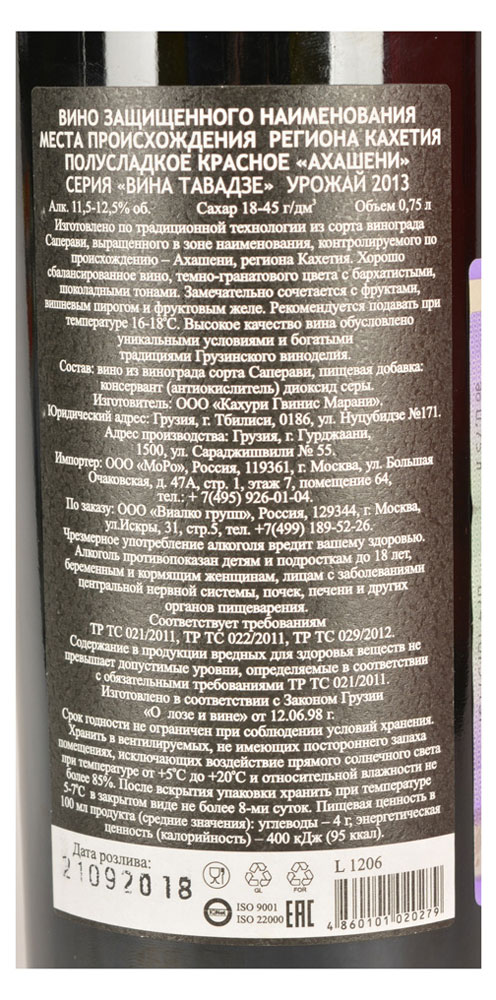 ВИНО ЗАЩИЩЕННОГО НАИМЕНОВАНИЯ
МЕСТА ПРОИСХОЖДЕНИЯ РЕГИОНА КАХЕТИЯ
ПОЛУСЛАДКОЕ КРАСНОЕ «АХАШЕНИ»
СЕРИЯ «ВИНА ТАВАДЗЕ» УРОЖАЙ 2013
Алк. 11,5-12,5% об. Сахар 18-45 г/дм³ Объем 0,75 л
Изготовлено по традиционной технологии из сорта винограда
Саперави, выращенного в зоне наименования, контролируемого по
происхождению – Ахашени, региона Кахетия. Хорошо
сбалансированное вино, темно-гранатового цвета с бархатистыми,
шоколадными тонами. Замечательно сочетается с фруктами,
вишневым пирогом и фруктовым желе. Рекомендуется подавать при
температуре 16-18°С. Высокое качество вина обусловлено
уникальными условиями и богатыми
традициями Грузинского виноделия.
Состав: вино из винограда сорта Саперави, пищевая добавка:
консервант (антиокислитель) диоксид серы.
Изготовитель: ООО «Кахури Гвинис Марани».
Юридический адрес: Грузия, г. Тбилиси, 0186, ул. Нуцубидзе №171.
Адрес производства: Грузия, г. Гурджаани,
1500, ул. Сараджишвили № 55.
Импортер: ООО «МоРо», Россия, 119361, г. Москва, ул. Большая
Очаковская, д. 47А, стр. 1, этаж 7, помещение 64,
тел.: + 7 (495) 926-01-04.
По заказу: ООО «Виалко групп», Россия, 129344, г. Москва,
ул.Искры, 31, стр.5, тел. +7(499) 189-52-26.
Чрезмерное употребление алкоголя вредит вашему здоровью.
Алкоголь противопоказан детям и подросткам до 18 лет,
беременным и кормящим женщинам, лицам с заболеваниями
центральной нервной системы, почек, печени и других
органов пищеварения.
Соответствует требованиям
ТР ТС 021/2011, ТР ТС 022/2011, ТР ТС 029/2012.
Содержание в продукции вредных для здоровья веществ не
превышает допустимые уровни, определяемые в соответствии
с обязательными требованиями ТР ТС 021/2011.
Изготовлено в соответствии с Законом Грузии
«О лозе и вине» от 12.06.98 г.
Срок годности не ограничен при соблюдении условий хранения.
Хранить в вентилируемых, не имеющих постороннего запаха
помещениях, исключающих воздействие прямого солнечного света
при температуре от +5°С до +20°С и относительной влажности не
более 85%. После вскрытия упаковки хранить при температуре
5-7°С в закрытом виде не более 8-ми суток. Пищевая ценность в
100 мл продукта (средние значения): углеводы – 4 г, энергетическая
ценность (калорийность) – 400 кДж (95 ккал).
Дата розлива:
21092018
GL
FOR
ISO 9001
ISO 22000
EAC
L 1206
4860101020279